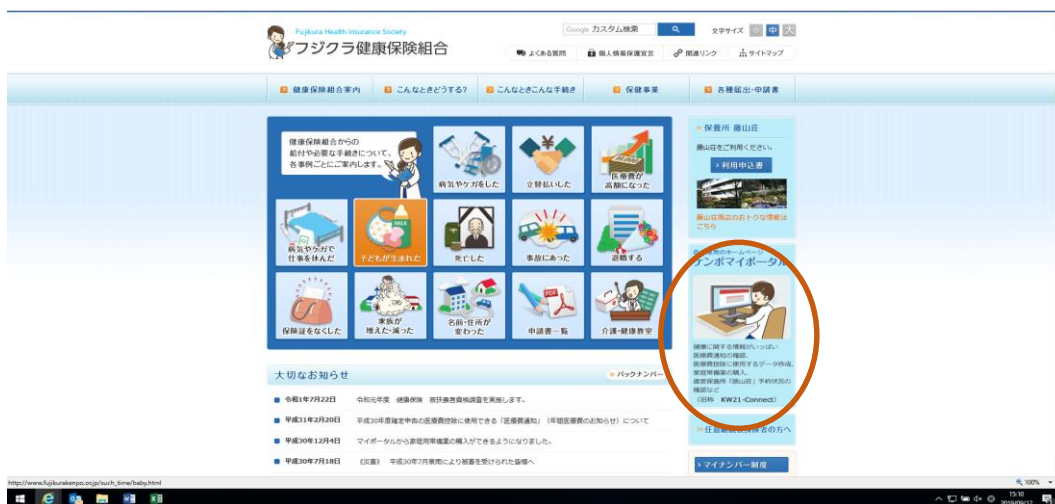 Fujikura Health Insurance Society
フジクラ健康保険組合
Google カスタム検索
文字サイズ 小 中 大
よくある質問 個人情報保護宣言 関連リンク サイトマップ
健康保険組合案内 こんなときどうする? こんなときこんな手続き 保健事業 各種届出・申請書
健康保険組合からの
給付や必要な手続きについて、
各事例ごとにご案内します。
病気やケガをした
立替払いした
医療費が
高額になった
病気やケガで
仕事を休んだ
MILK
子どもが生まれた
死亡した
事故にあった
退職する
保険証をなくした
家族が
増えた・減った
名前・住所が
変わった
PDF
申請書一覧
介護・健康教室
保養所 藤山荘
藤山荘をご利用ください。
利用申込書
藤山荘周辺のおトクな情報は
こちら
専用のホームページ
ケンポマイポータル
健康に関する情報がいっぱい
医療費通知の確認、
医療費控除に使用するデータ作成、
家庭常備薬の購入、
直営保養所「藤山荘」予約状況の
確認など
(旧称 KW21-Connect)
任意継続被保険者の方へ
マイナンバー制度
大切なお知らせ
バックナンバー
令和1年7月22日 令和元年度 健康保険 被扶養者資格調査を実施します。
平成31年2月20日 平成30年度確定申告の医療費控除に使用できる「医療費通知」(年間医療費のお知らせ)について
平成30年12月4日 マイポータルから家庭用常備薬の購入ができるようになりました。
平成30年7月18日 《災害》 平成30年7月豪雨により被害を受けられた皆様へ
http://www.fujikurakenpo.or.jp/such_time/baby.html
100%
15:10
2019/09/12